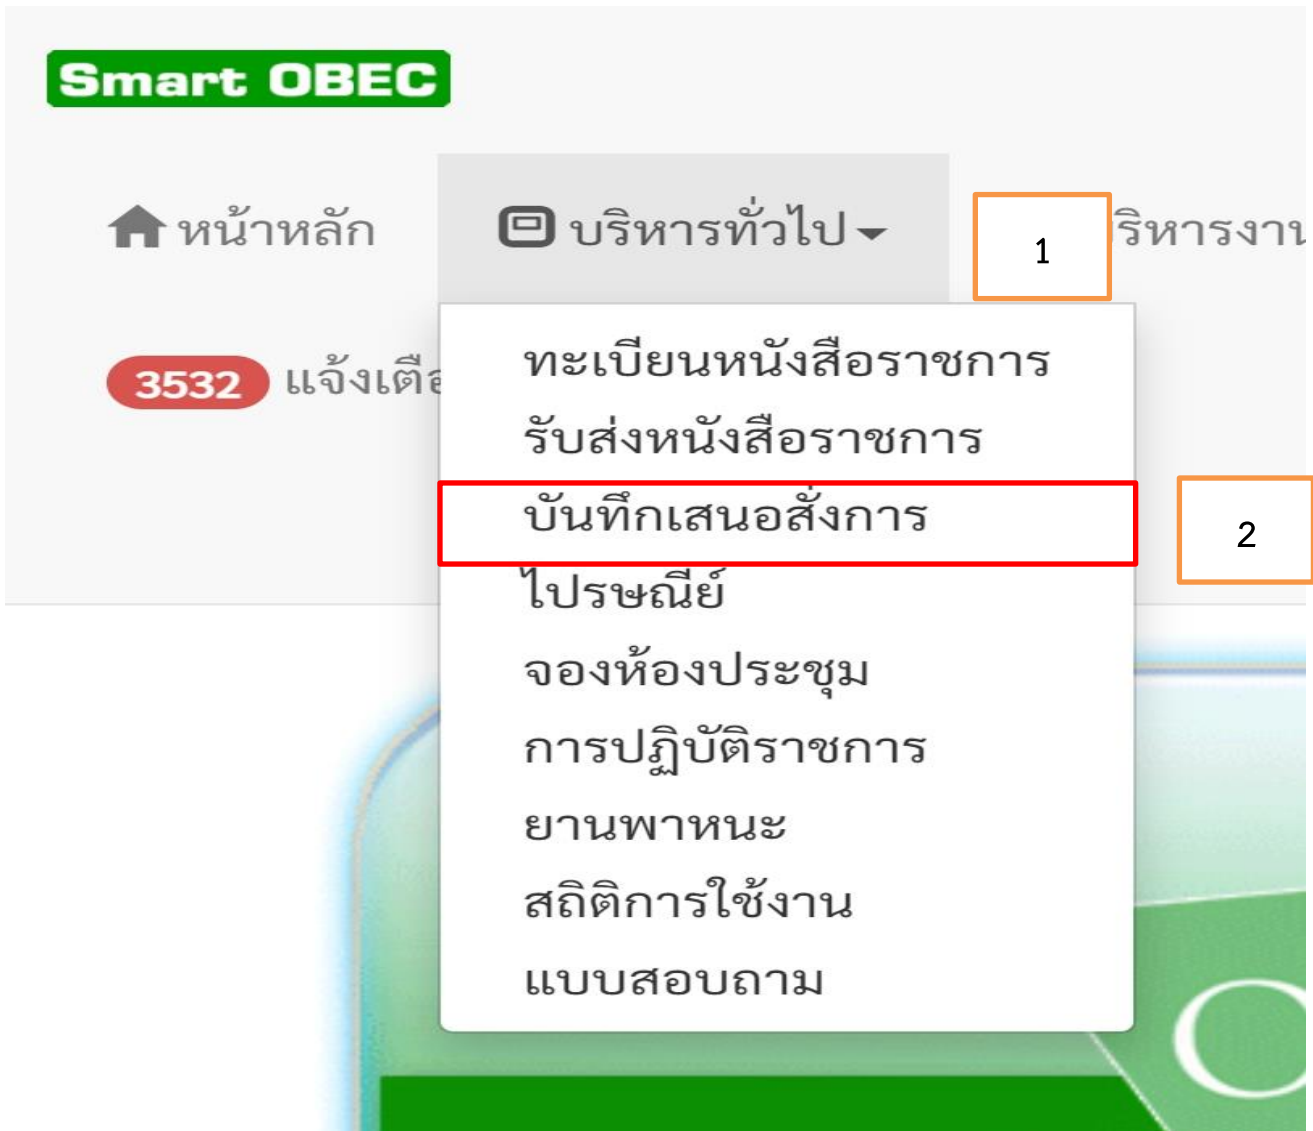 Smart OBEC
หน้าหลัก บริหารทั่วไป 1 ริหารงาน
3532 แจ้งเตือ
ทะเบียนหนังสือราชการ
รับส่งหนังสือราชการ
บันทึกเสนอสั่งการ 2
ไปรษณีย์
จองห้องประชุม
การปฏิบัติราชการ
ยานพาหนะ
สถิติการใช้งาน
แบบสอบถาม
O